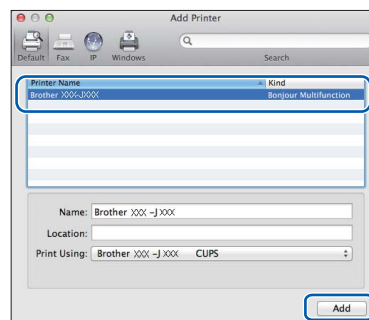 Add Printer
Default Fax IP Windows Search
Printer Name Kind
Brother XXX-JXXX Bonjour Multifunction
Name: Brother XXX -J XXX
Location:
Print Using: Brother XXX -J XXX CUPS
Add